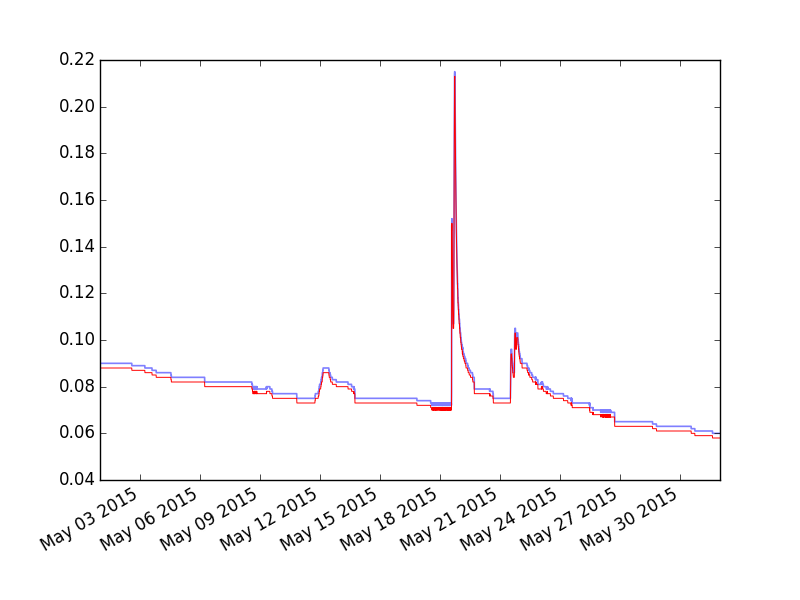 0.22
0.20
0.18
0.16
0.14
0.12
0.10
0.08
0.06
0.04
May 03 2015
May 06 2015
May 09 2015
May 12 2015
May 15 2015
May 18 2015
May 21 2015
May 24 2015
May 27 2015
May 30 2015